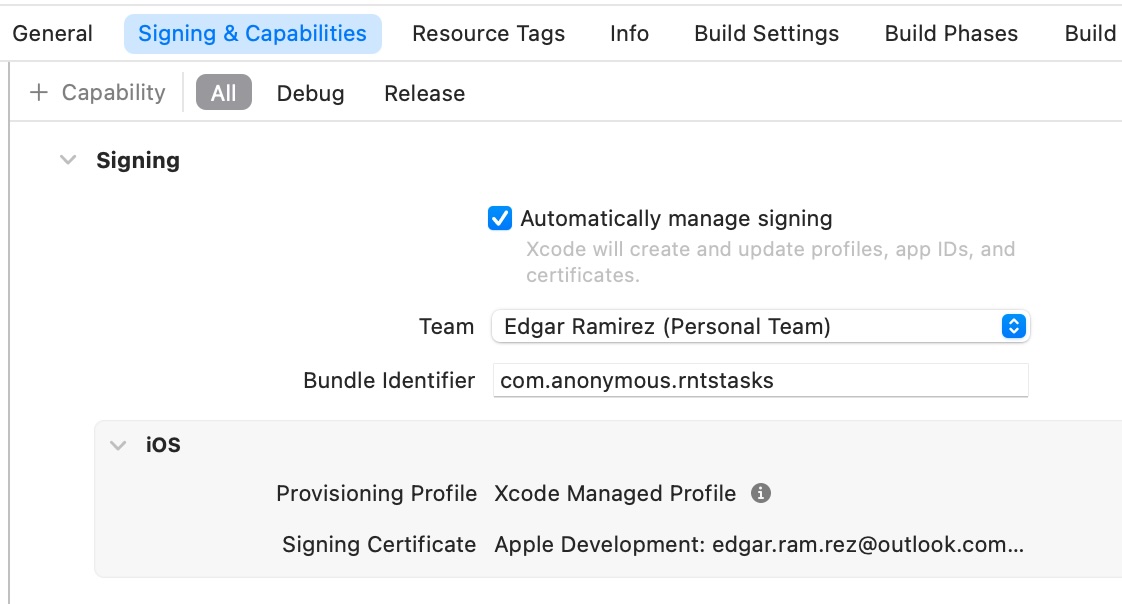 General Signing & Capabilities Resource Tags Info Build Settings Build Phases Build
+ Capability All Debug Release
Signing
Automatically manage signing
Xcode will create and update profiles, app IDs, and
certificates.
Team Edgar Ramirez (Personal Team)
Bundle Identifier com.anonymous.rntstasks
iOS
Provisioning Profile Xcode Managed Profile
Signing Certificate Apple Development: edgar.ram.rez@outlook.com...